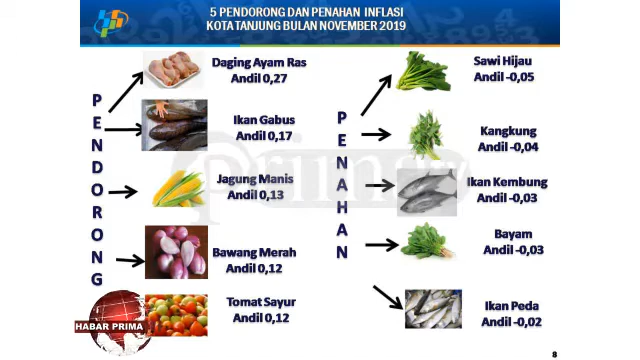 5 PENDORONG DAN PENAHAN INFLASI
KOTA TANJUNG BULAN NOVEMBER 2019
PENDORONG
Daging Ayam Ras
Andil 0,27
Ikan Gabus
Andil 0,17
Jagung Manis
Andil 0,13
Bawang Merah
Andil 0,12
Tomat Sayur
Andil 0,12
PENAHAN
Sawi Hijau
Andil -0,05
Kangkung
Andil -0,04
Ikan Kembung
Andil -0,03
Bayam
Andil -0,03
Ikan Peda
Andil -0,02
HABAR PRIMA
8